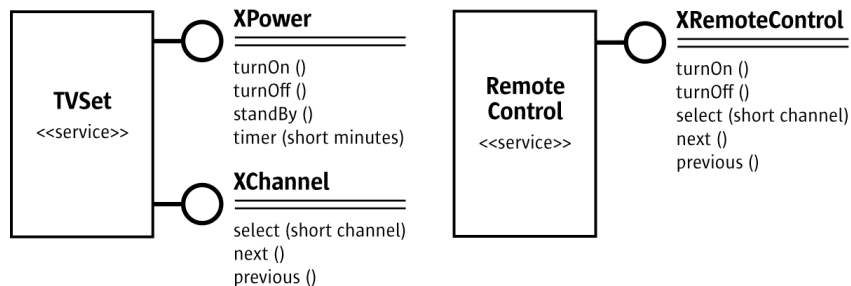 TVSet
<<service>>
XPower
turnOn ()
turnOff ()
standBy ()
timer (short minutes)
XChannel
select (short channel)
next ()
previous ()
Remote
Control
<<service>>
XRemoteControl
turnOn ()
turnOff ()
select (short channel)
next ()
previous ()